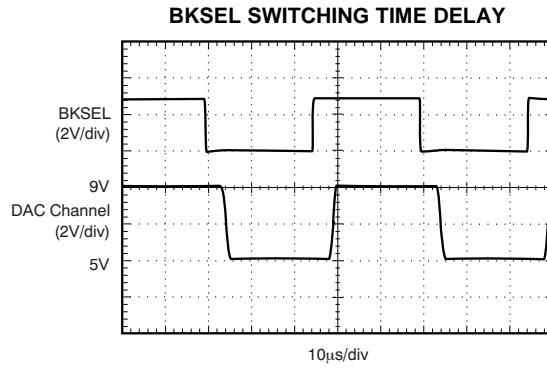 BKSEL SWITCHING TIME DELAY
BKSEL
(2V/div)
9V
DAC Channel
(2V/div)
5V
10µs/div